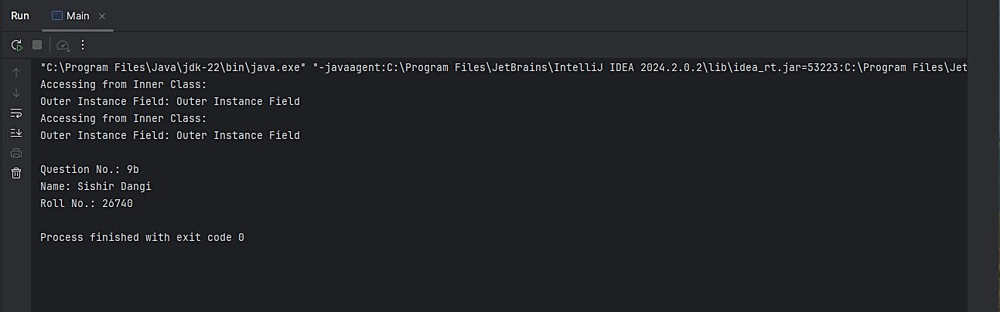 Run Main
"C:\Program Files\Java\jdk-22\bin\java.exe" "-javaagent:C:\Program Files\JetBrains\IntelliJ IDEA 2024.2.0.2\lib\idea_rt.jar=53223:C:\Program Files\Jet
Accessing from Inner Class:
Outer Instance Field: Outer Instance Field
Accessing from Inner Class:
Outer Instance Field: Outer Instance Field
Question No.: 9b
Name: Sishir Dangi
Roll No.: 26740
Process finished with exit code 0